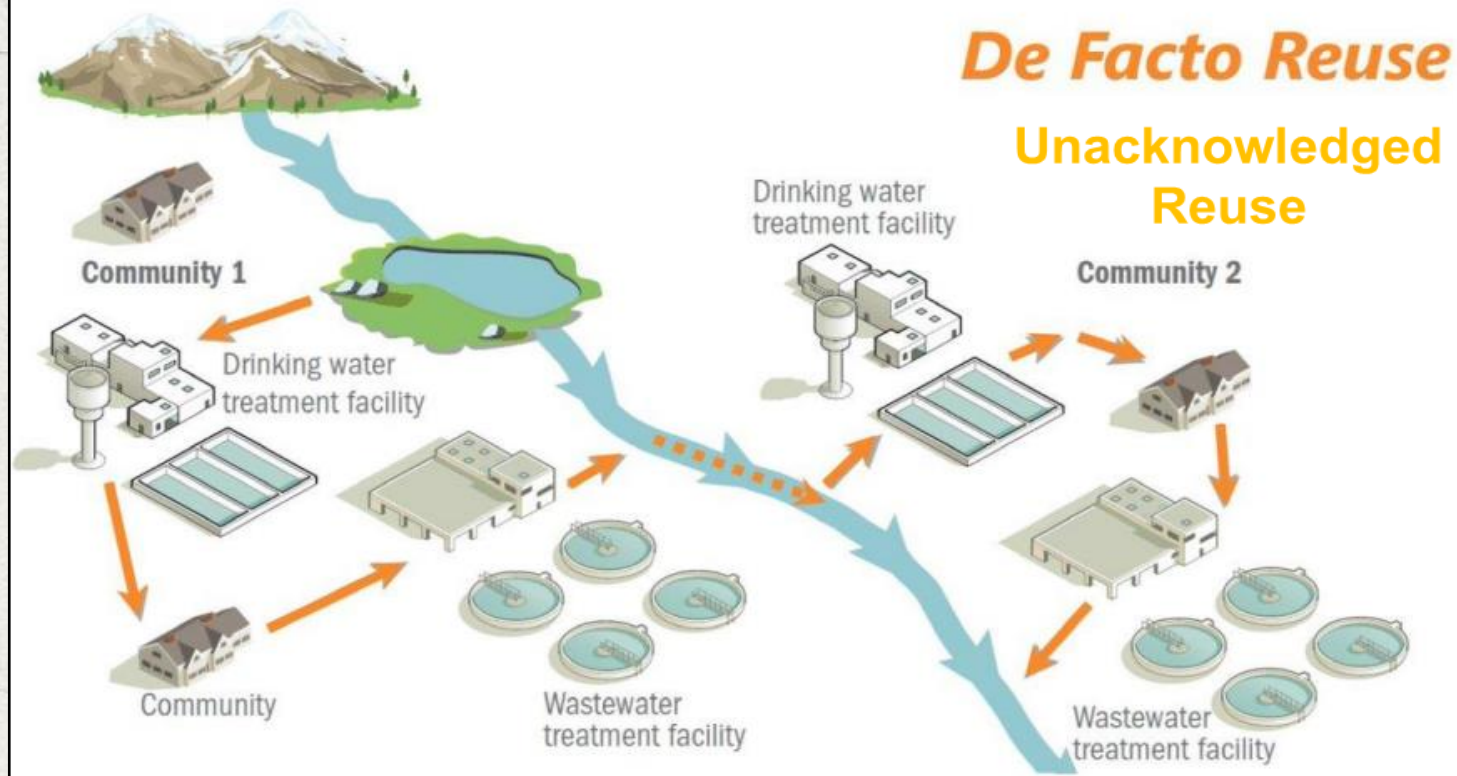 De Facto Reuse
Unacknowledged
Reuse
Community 1
Drinking water
treatment facility
Community
Wastewater
treatment facility
Drinking water
treatment facility
Community 2
Wastewater
treatment facility